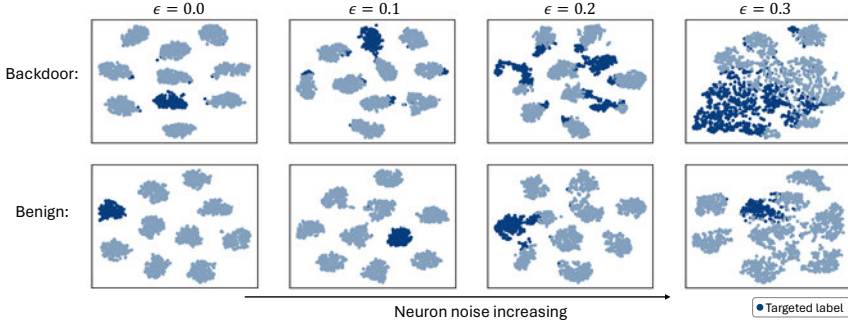 ϵ = 0.0 ϵ = 0.1 ϵ = 0.2 ϵ = 0.3
Backdoor:
Benign:
Neuron noise increasing
Targeted label